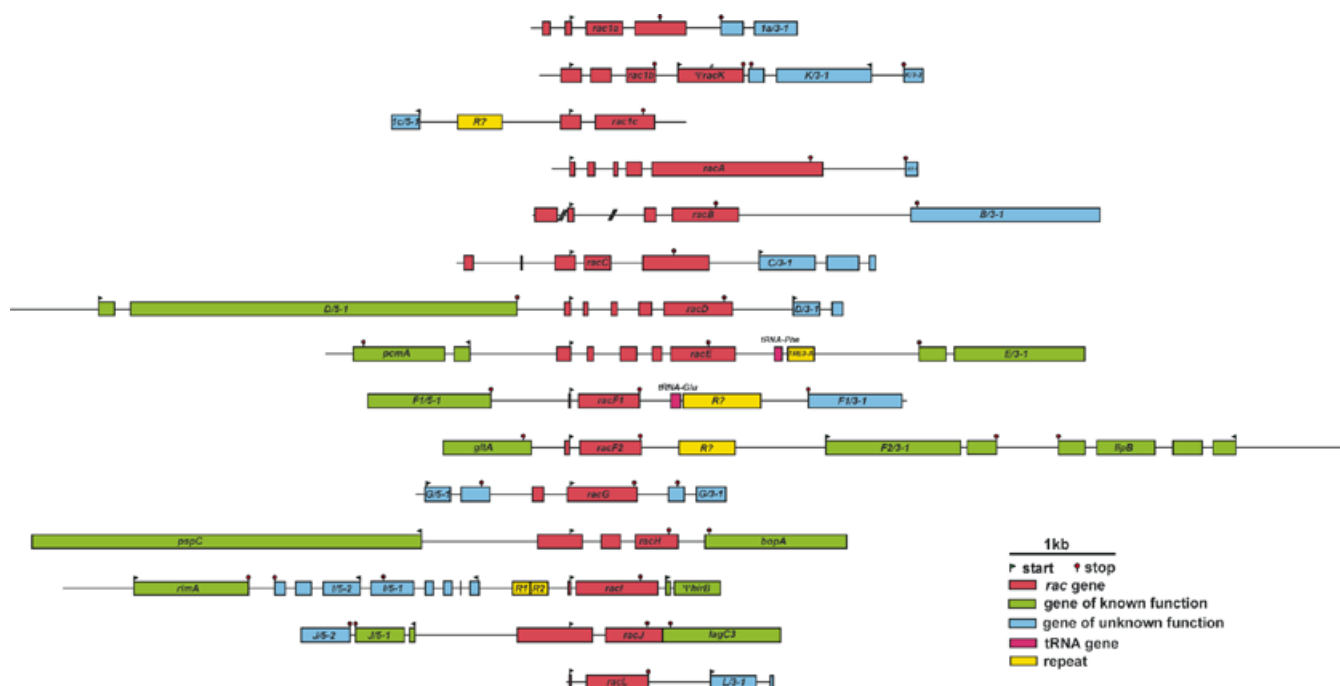 rac1a 1a/3-1
rac1b ΨracK K/3-1
1c/5-1 R? rac1c
racA
racB B/3-1
racC C/3-1
D/5-1 racD D/3-1
tRNA-Phe
pcmA racE E/3-1
tRNA-Glu
F1/5-1 racF1 R? F1/3-1
gltA racF2 R? F2/3-1 lipB
G/5-1 racG G/3-1
pspC racH bopA
1kb
start stop
rac gene
gene of known function
gene of unknown function
tRNA gene
repeat
rimA I/5-2 I/5-1 R1 R2 racI
J/5-2 J/5-1 racJ lagC3
racL L/3-1